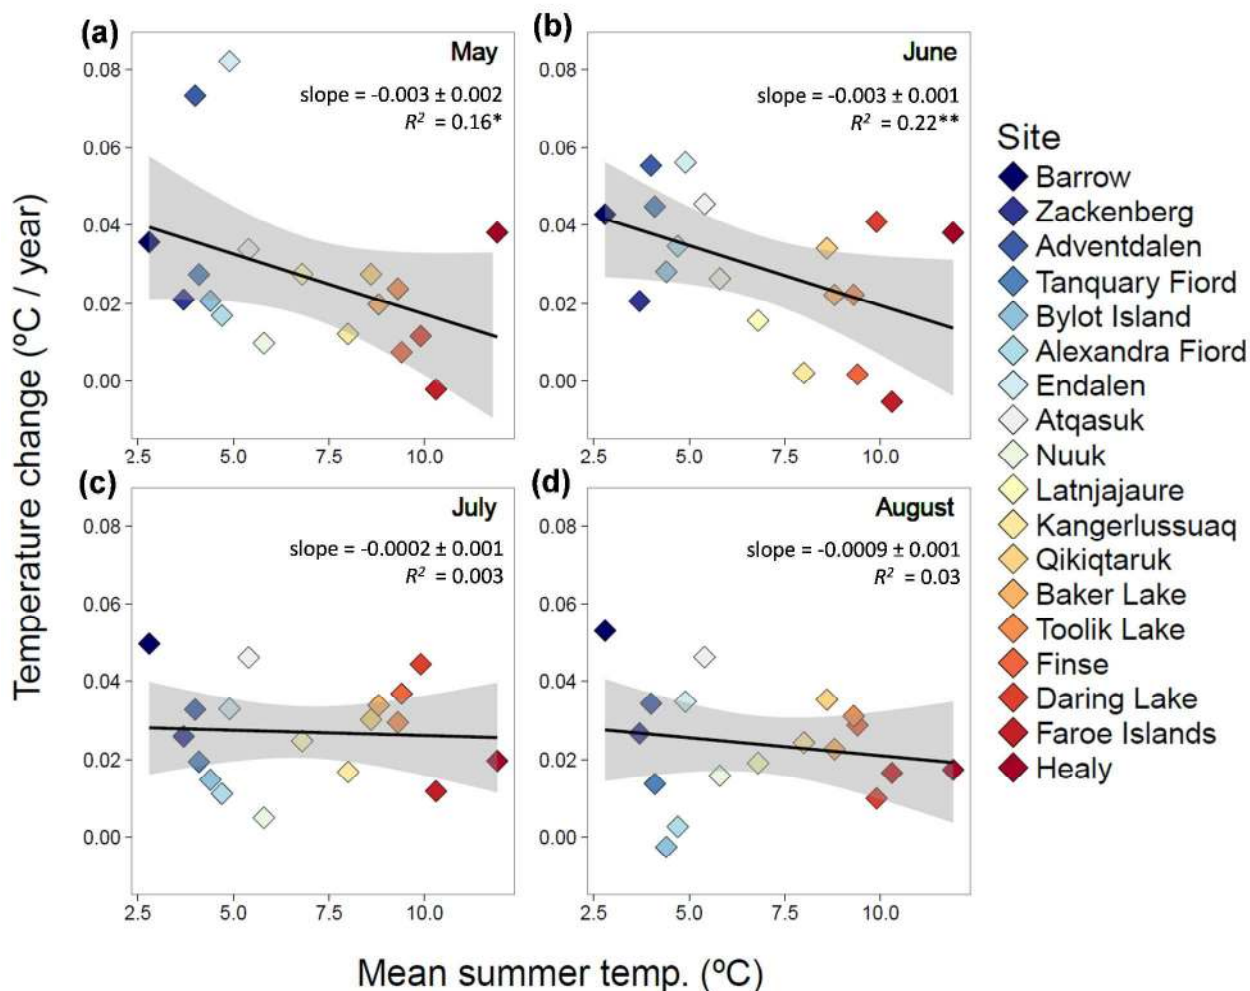 (a)
May
slope = -0.003 ± 0.002
R² = 0.16*
0.08
0.06
0.04
0.02
0.00
2.5 5.0 7.5 10.0
(b)
June
slope = -0.003 ± 0.001
R² = 0.22**
0.08
0.06
0.04
0.02
0.00
2.5 5.0 7.5 10.0
(c)
July
slope = -0.0002 ± 0.001
R² = 0.003
0.08
0.06
0.04
0.02
0.00
2.5 5.0 7.5 10.0
(d)
August
slope = -0.0009 ± 0.001
R² = 0.03
0.08
0.06
0.04
0.02
0.00
2.5 5.0 7.5 10.0
Temperature change (ºC / year)
Mean summer temp. (ºC)
Site
Barrow
Zackenberg
Adventdalen
Tanquary Fiord
Bylot Island
Alexandra Fiord
Endalen
Atqasuk
Nuuk
Latnjajaure
Kangerlussuaq
Qikiqtaruk
Baker Lake
Toolik Lake
Finse
Daring Lake
Faroe Islands
Healy